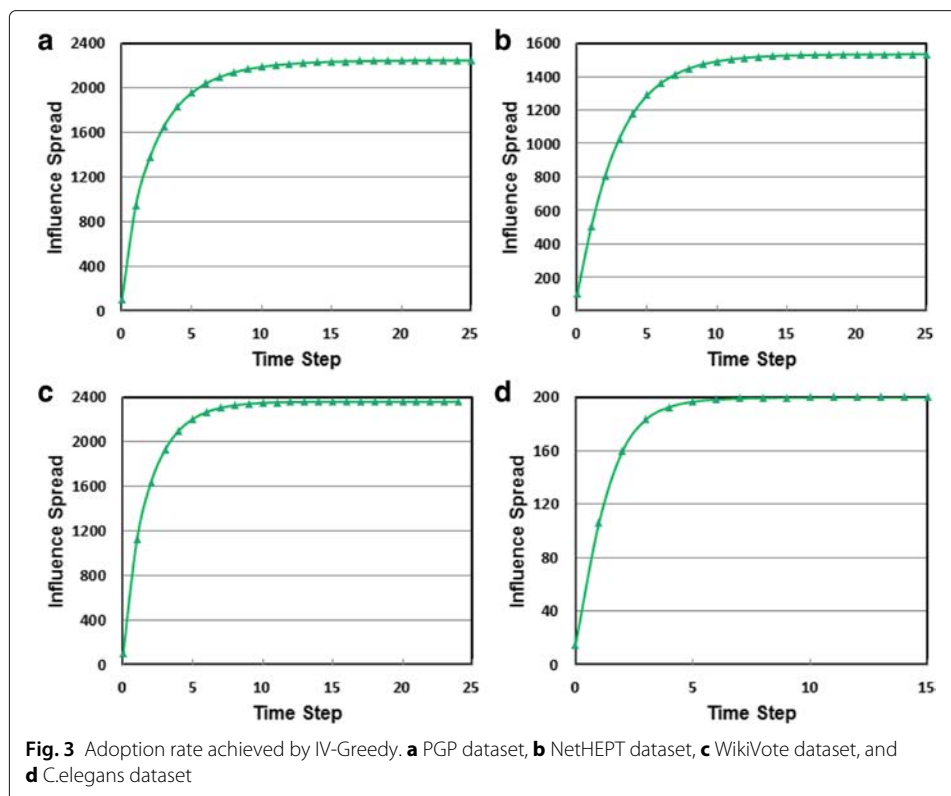 a
2400
2000
1600
1200
800
400
0
0 5 10 15 20 25
Influence Spread
Time Step
b
1600
1400
1200
1000
800
600
400
200
0
0 5 10 15 20 25
Influence Spread
Time Step
c
2400
2000
1600
1200
800
400
0
0 5 10 15 20 25
Influence Spread
Time Step
d
200
160
120
80
40
0
0 5 10 15
Influence Spread
Time Step
Fig. 3 Adoption rate achieved by IV-Greedy. a PGP dataset, b NetHEPT dataset, c WikiVote dataset, and
d C.elegans dataset